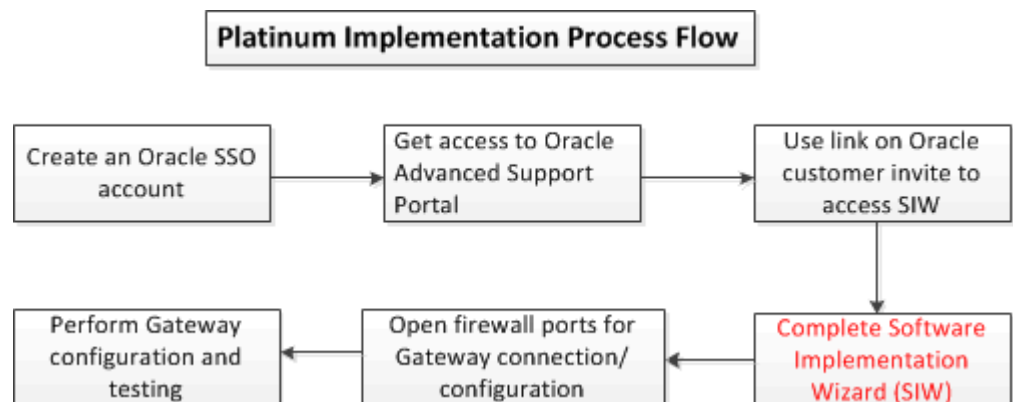 Platinum Implementation Process Flow
Create an Oracle SSO
account
Get access to Oracle
Advanced Support
Portal
Use link on Oracle
customer invite to
access SIW
Complete Software
Implementation
Wizard (SIW)
Open firewall ports for
Gateway connection/
configuration
Perform Gateway
configuration and
testing